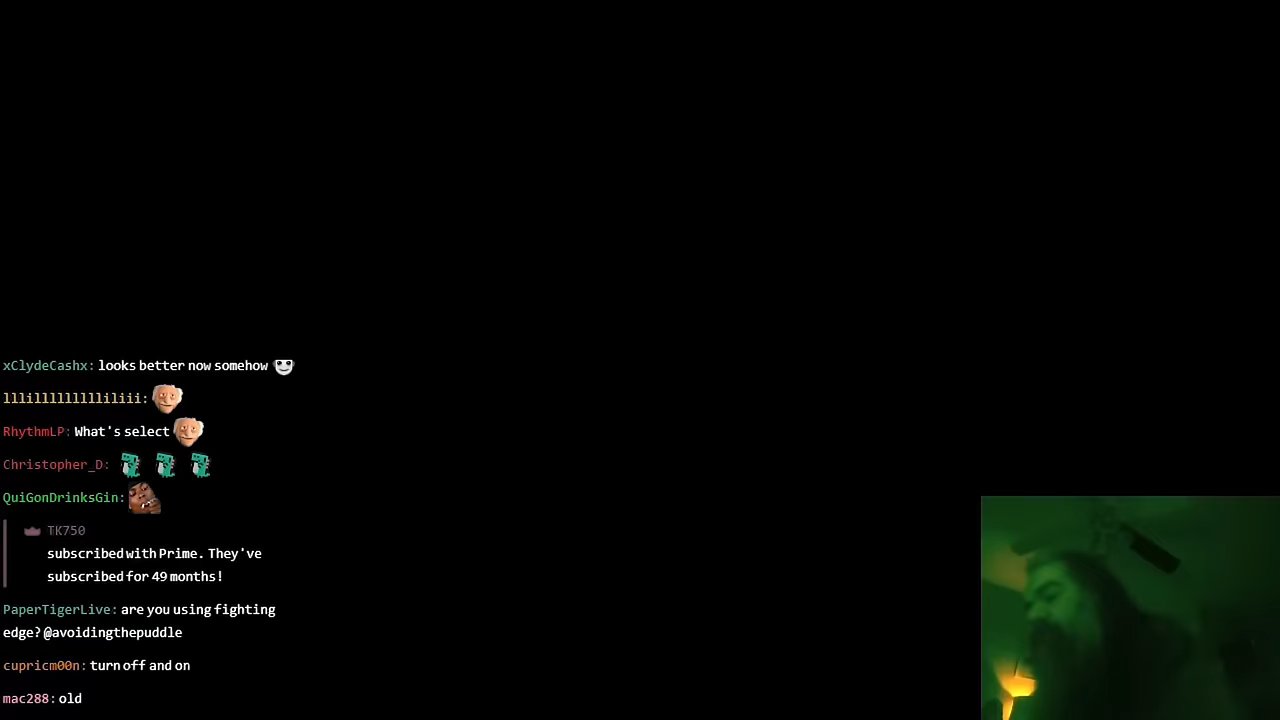 xClydeCashx: looks better now somehow
lllillllllllliliii:
RhythmLP: What's select
Christopher_D:
QuiGonDrinksGin:
TK750
subscribed with Prime. They've
subscribed for 49 months!
PaperTigerLive: are you using fighting
edge? @avoidingthepuddle
cupricm00n: turn off and on
mac288: old